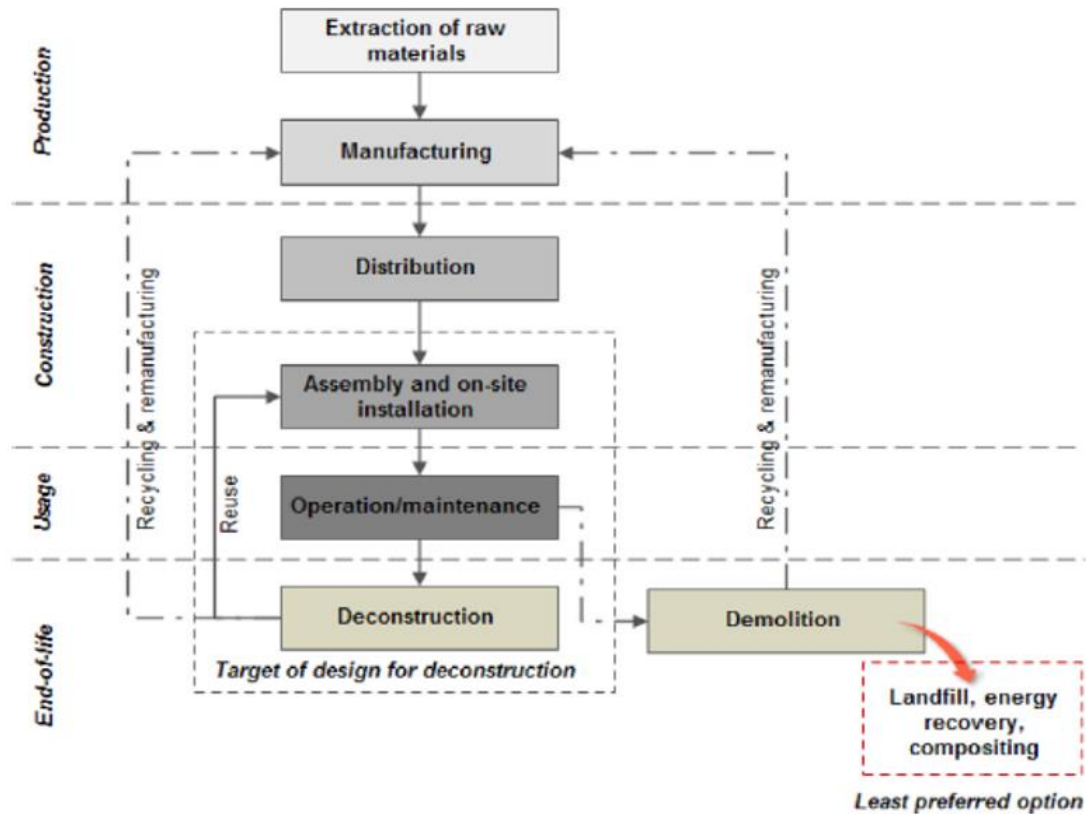 Production
Extraction of raw
materials
Manufacturing
Construction
Distribution
Assembly and on-site
installation
Recycling & remanufacturing
Reuse
Recycling & remanufacturing
Usage
Operation/maintenance
End-of-life
Deconstruction
Demolition
Target of design for deconstruction
Landfill, energy
recovery,
compositing
Least preferred option